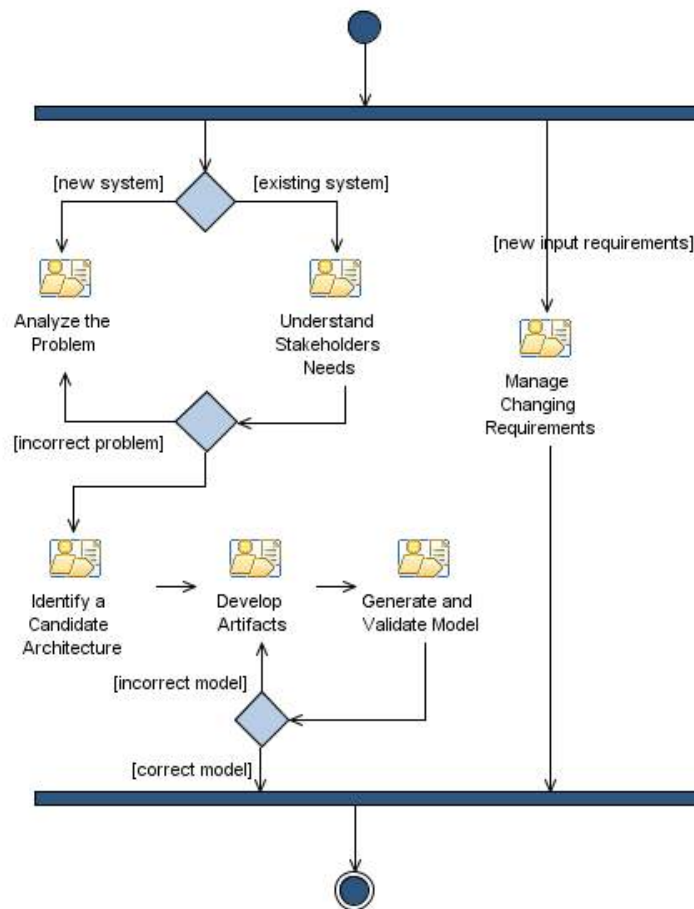 [new system]
[existing system]
[new input requirements]
Analyze the
Problem
Understand
Stakeholders
Needs
Manage
Changing
Requirements
[incorrect problem]
Identify a
Candidate
Architecture
Develop
Artifacts
Generate and
Validate Model
[incorrect model]
[correct model]